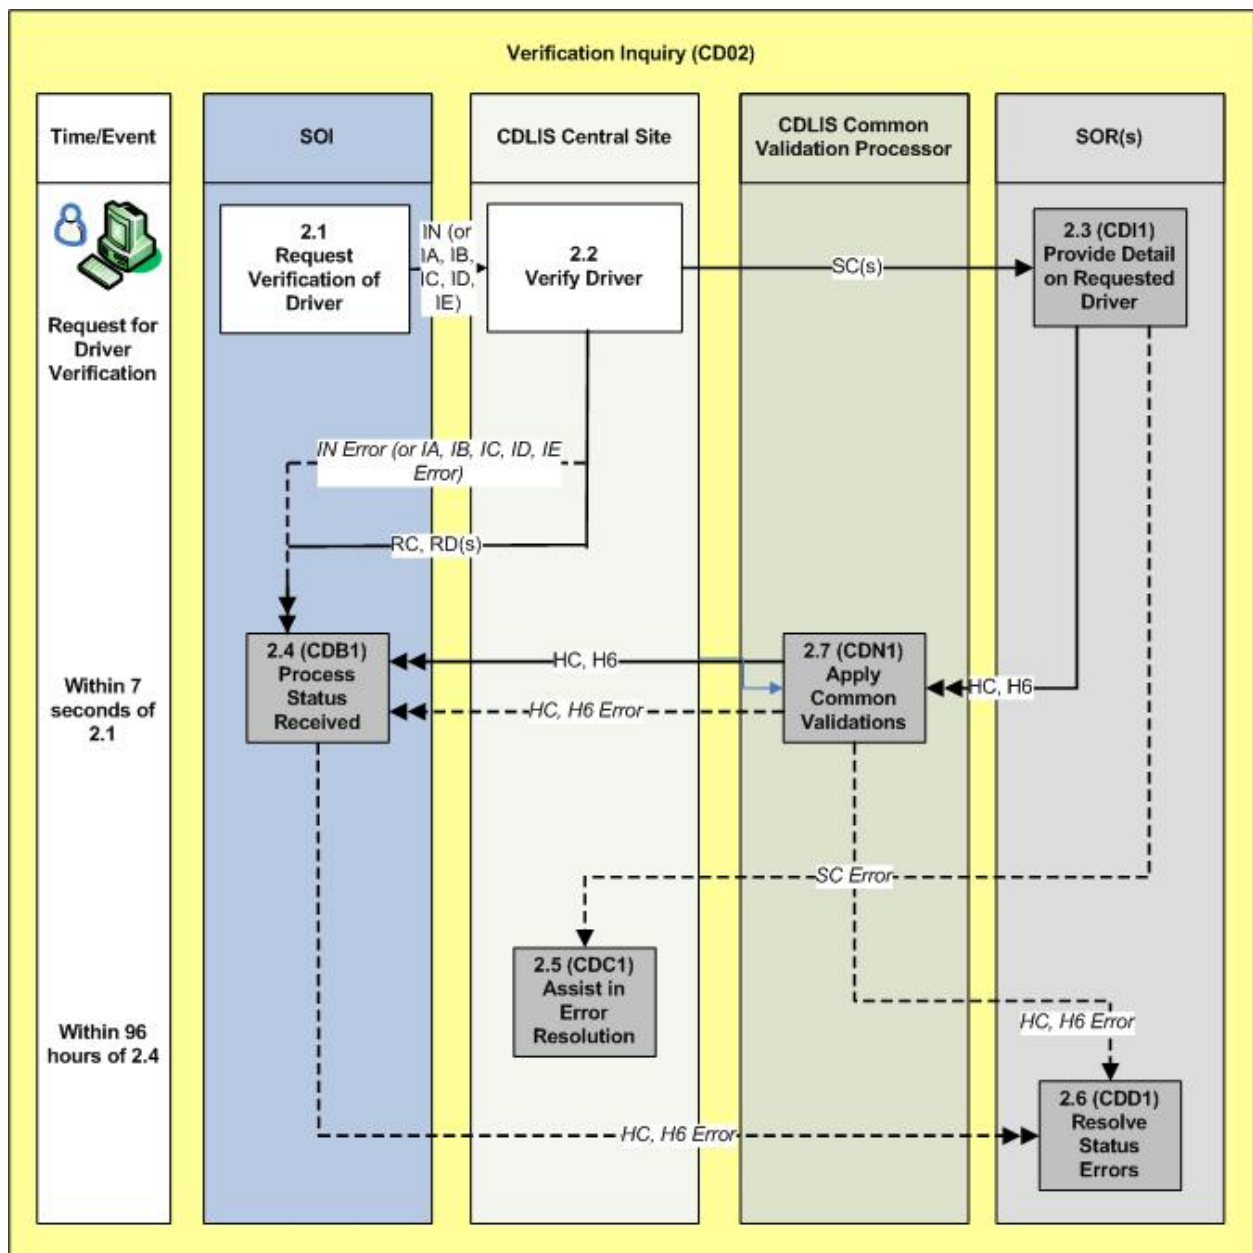 Verification Inquiry (CD02)
Time/Event
SOI
CDLIS Central Site
CDLIS Common
Validation Processor
SOR(s)
Request for
Driver
Verification
2.1
Request
Verification of
Driver
IN (or
IA, IB,
IC, ID,
IE)
2.2
Verify Driver
SC(s)
2.3 (CDI1)
Provide Detail
on Requested
Driver
IN Error (or IA, IB, IC, ID, IE
Error)
RC, RD(s)
Within 7
seconds of
2.1
2.4 (CDB1)
Process
Status
Received
HC, H6
HC, H6 Error
2.7 (CDN1)
Apply
Common
Validations
HC, H6
SC Error
2.5 (CDC1)
Assist in
Error
Resolution
HC, H6 Error
Within 96
hours of 2.4
2.6 (CDD1)
Resolve
Status
Errors
HC, H6 Error